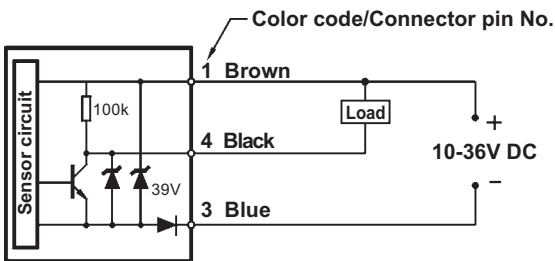 Color code/Connector pin No.
1 Brown
100k
Load
+
Sensor circuit
4 Black
10-36V DC
39V
−
3 Blue